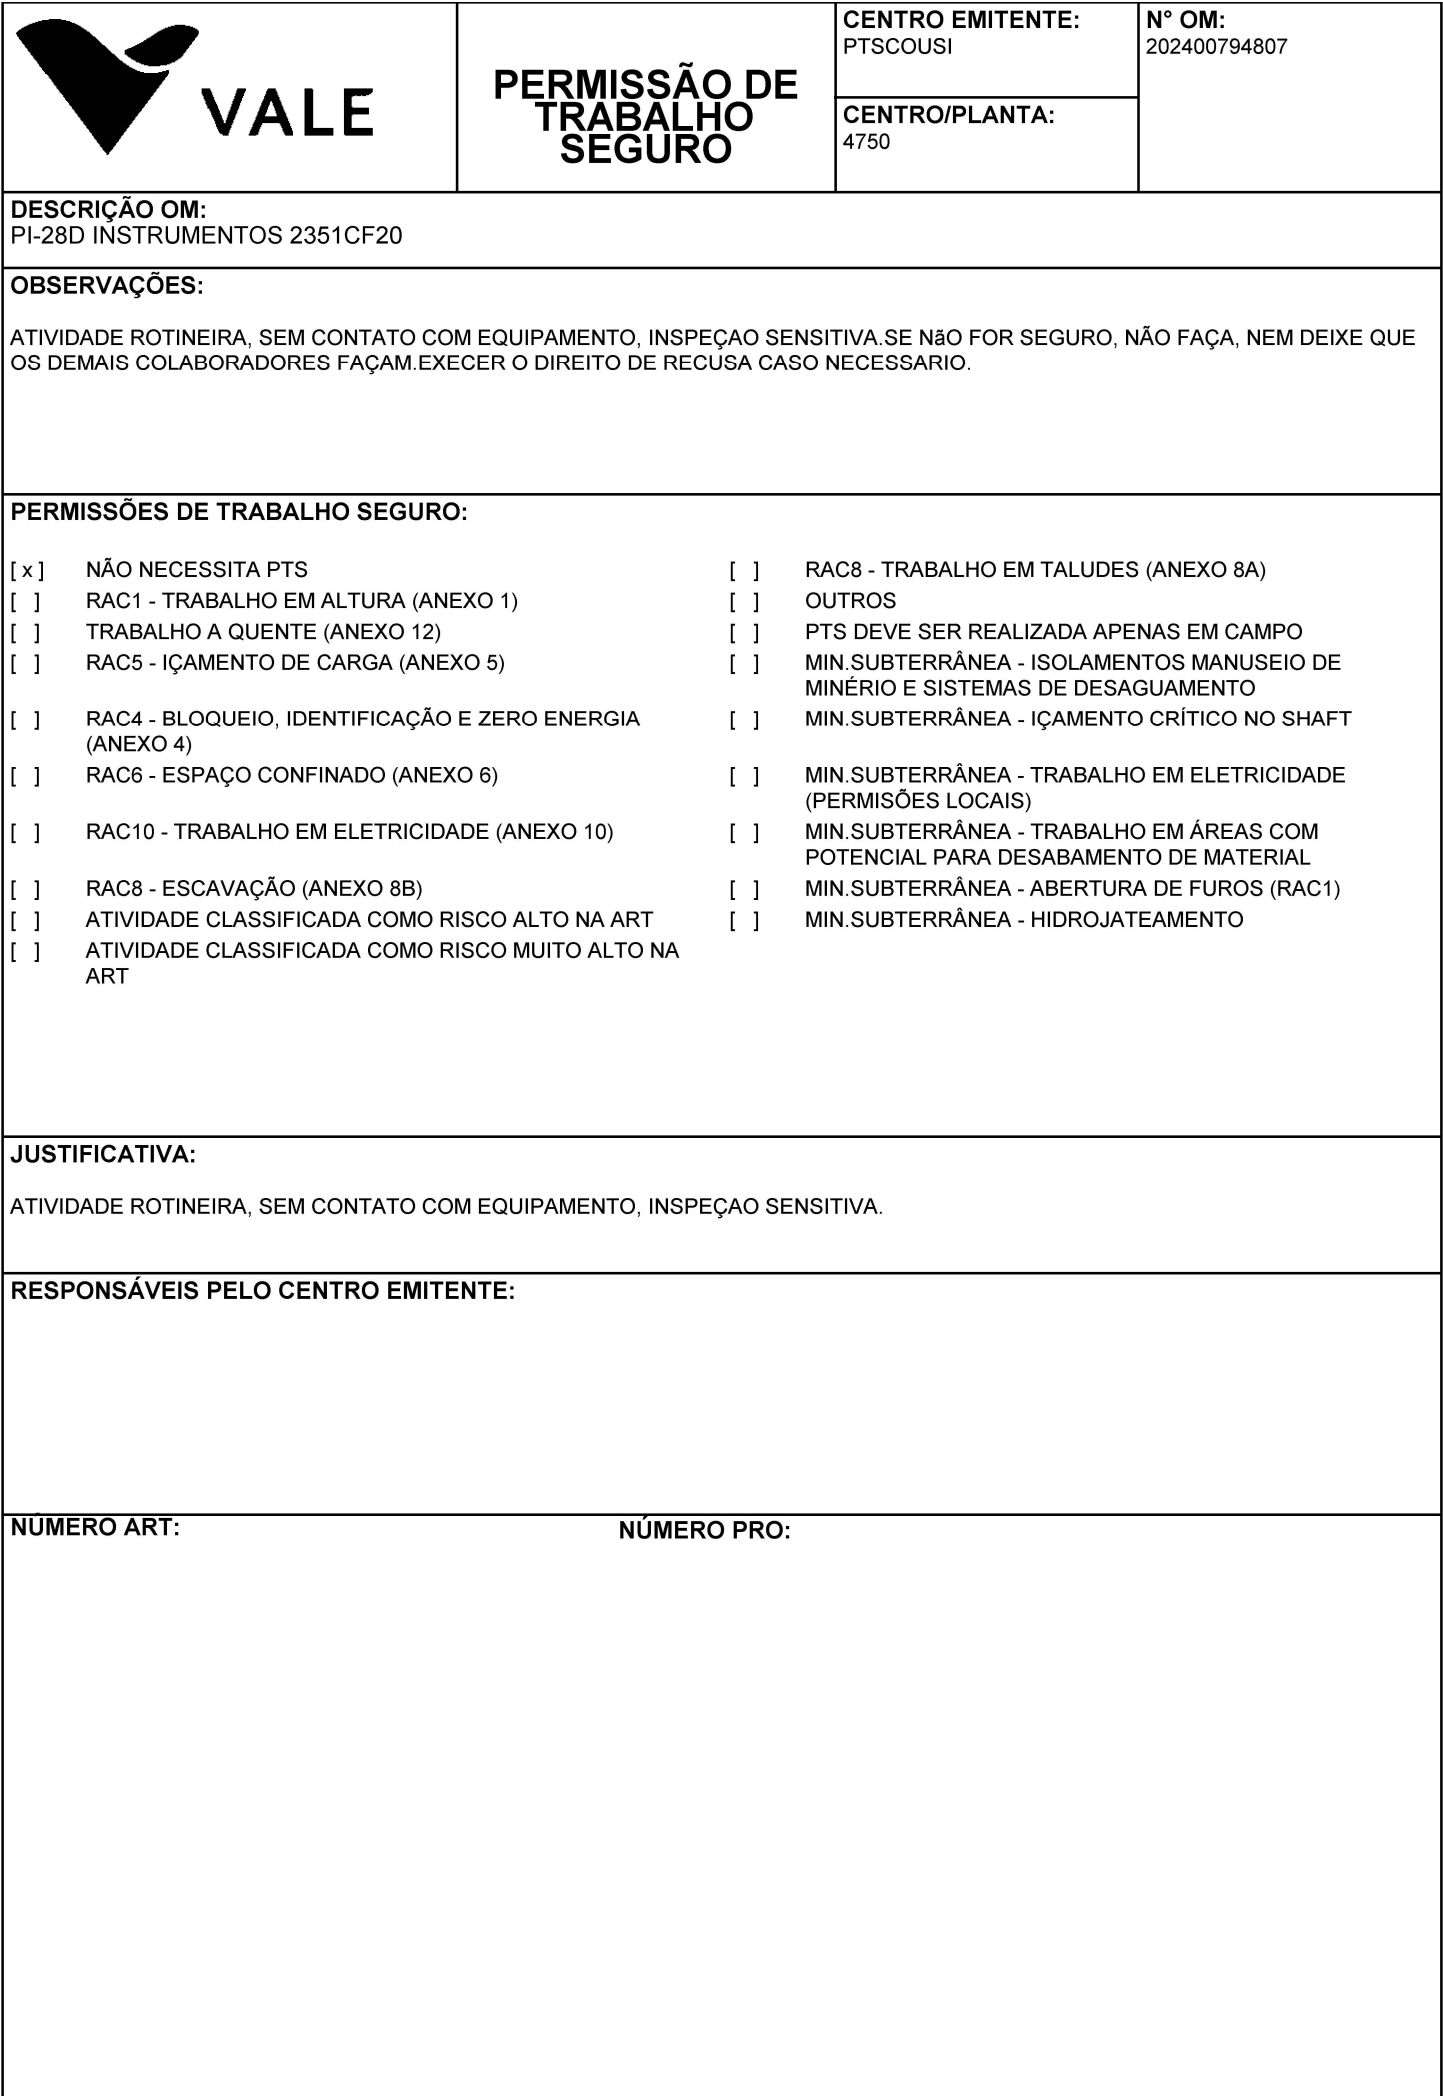 VALE
PERMISSÃO DE
TRABALHO
SEGURO
CENTRO EMITENTE:
PTSCOUSI
CENTRO/PLANTA:
4750
N° OM:
202400794807
DESCRIÇÃO OM:
PI-28D INSTRUMENTOS 2351CF20
OBSERVAÇÕES:
ATIVIDADE ROTINEIRA, SEM CONTATO COM EQUIPAMENTO, INSPEÇAO SENSITIVA.SE NãO FOR SEGURO, NÃO FAÇA, NEM DEIXE QUE
OS DEMAIS COLABORADORES FAÇAM.EXECER O DIREITO DE RECUSA CASO NECESSARIO.
PERMISSÕES DE TRABALHO SEGURO:
[ x ] NÃO NECESSITA PTS
[ ] RAC1 - TRABALHO EM ALTURA (ANEXO 1)
[ ] TRABALHO A QUENTE (ANEXO 12)
[ ] RAC5 - IÇAMENTO DE CARGA (ANEXO 5)
[ ] RAC4 - BLOQUEIO, IDENTIFICAÇÃO E ZERO ENERGIA
(ANEXO 4)
[ ] RAC6 - ESPAÇO CONFINADO (ANEXO 6)
[ ] RAC10 - TRABALHO EM ELETRICIDADE (ANEXO 10)
[ ] RAC8 - ESCAVAÇÃO (ANEXO 8B)
[ ] ATIVIDADE CLASSIFICADA COMO RISCO ALTO NA ART
[ ] ATIVIDADE CLASSIFICADA COMO RISCO MUITO ALTO NA
ART
[ ] RAC8 - TRABALHO EM TALUDES (ANEXO 8A)
[ ] OUTROS
[ ] PTS DEVE SER REALIZADA APENAS EM CAMPO
[ ] MIN.SUBTERRÂNEA - ISOLAMENTOS MANUSEIO DE
MINÉRIO E SISTEMAS DE DESAGUAMENTO
[ ] MIN.SUBTERRÂNEA - IÇAMENTO CRÍTICO NO SHAFT
[ ] MIN.SUBTERRÂNEA - TRABALHO EM ELETRICIDADE
(PERMISÕES LOCAIS)
[ ] MIN.SUBTERRÂNEA - TRABALHO EM ÁREAS COM
POTENCIAL PARA DESABAMENTO DE MATERIAL
[ ] MIN.SUBTERRÂNEA - ABERTURA DE FUROS (RAC1)
[ ] MIN.SUBTERRÂNEA - HIDROJATEAMENTO
JUSTIFICATIVA:
ATIVIDADE ROTINEIRA, SEM CONTATO COM EQUIPAMENTO, INSPEÇAO SENSITIVA.
RESPONSÁVEIS PELO CENTRO EMITENTE:
NÚMERO ART:
NÚMERO PRO: